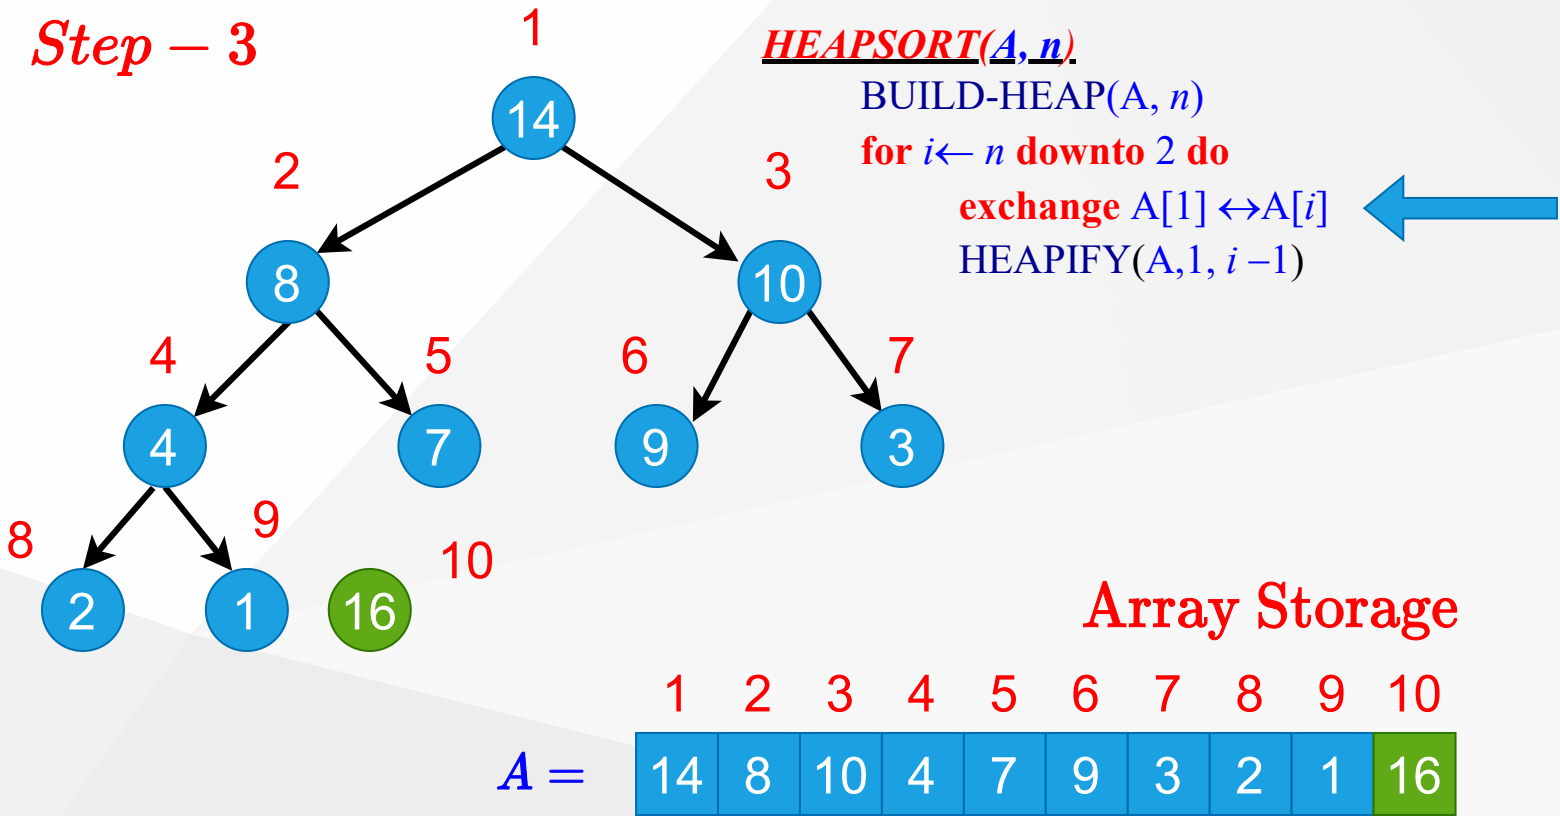 Step – 3
HEAPSORT(A, n)
BUILD-HEAP(A, n)
for i← n downto 2 do
exchange A[1] ↔A[i]
HEAPIFY(A,1, i –1)
1
14
2
3
8
10
4
5
6
7
4
7
9
3
8
9
10
2
1
16
Array Storage
1 2 3 4 5 6 7 8 9 10
A =
14 8 10 4 7 9 3 2 1 16